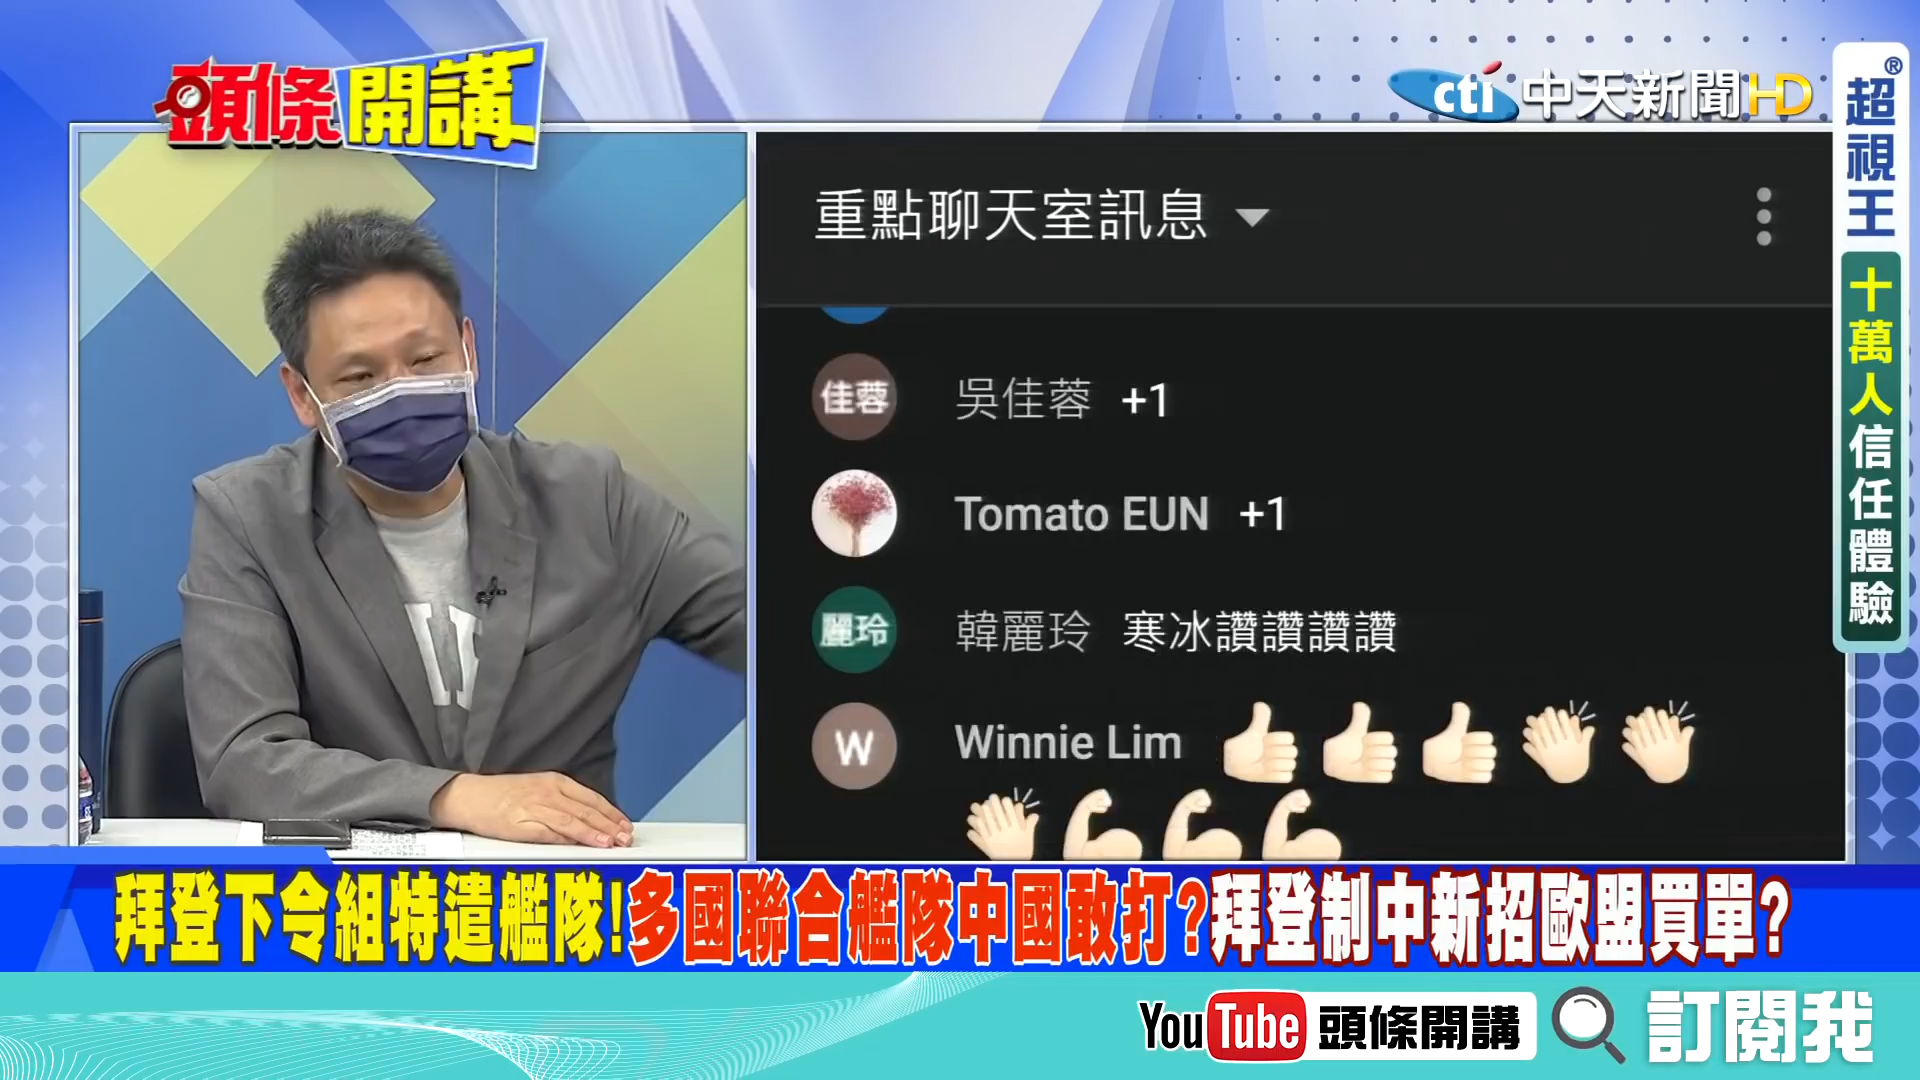 頭條開講
cti 中天新聞HD
超視王®
十萬人信任體驗
重點聊天室訊息
佳蓉 吳佳蓉 +1
Tomato EUN +1
麗玲 韓麗玲 寒冰讚讚讚讚
W Winnie Lim 👍🏻👍🏻👍🏻👏🏻👏🏻
👏🏻💪🏻💪🏻💪🏻
拜登下令組特遣艦隊!多國聯合艦隊中國敢打?拜登制中新招歐盟買單?
YouTube 頭條開講 訂閱我